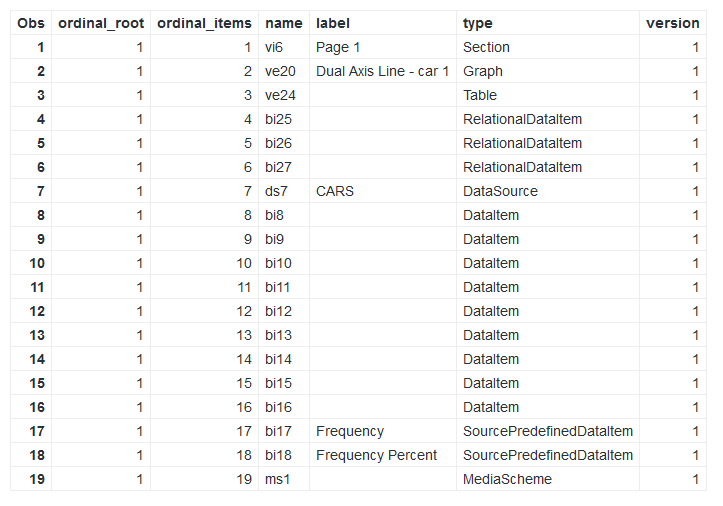 Obs ordinal_root ordinal_items name label type version
1 1 1 vi6 Page 1 Section 1
2 1 2 ve20 Dual Axis Line - car 1 Graph 1
3 1 3 ve24 Table 1
4 1 4 bi25 RelationalDataItem 1
5 1 5 bi26 RelationalDataItem 1
6 1 6 bi27 RelationalDataItem 1
7 1 7 ds7 CARS DataSource 1
8 1 8 bi8 DataItem 1
9 1 9 bi9 DataItem 1
10 1 10 bi10 DataItem 1
11 1 11 bi11 DataItem 1
12 1 12 bi12 DataItem 1
13 1 13 bi13 DataItem 1
14 1 14 bi14 DataItem 1
15 1 15 bi15 DataItem 1
16 1 16 bi16 DataItem 1
17 1 17 bi17 Frequency SourcePredefinedDataItem 1
18 1 18 bi18 Frequency Percent SourcePredefinedDataItem 1
19 1 19 ms1 MediaScheme 1